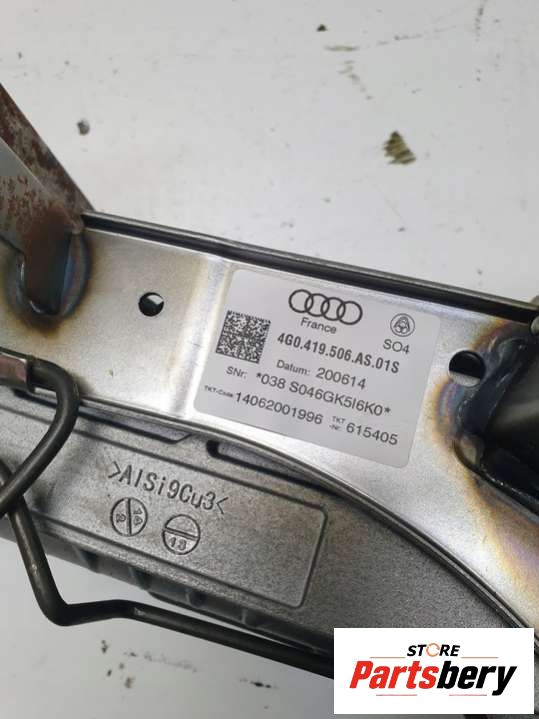 France
SO4
4G0.419.506.AS.01S
Datum: 200614
SNr: *038 S046GK5I6K0*
TKT-Code 14062001996 TKT -Nr. 615405
>AlSi9Cu3<
13
STORE
Partsbery